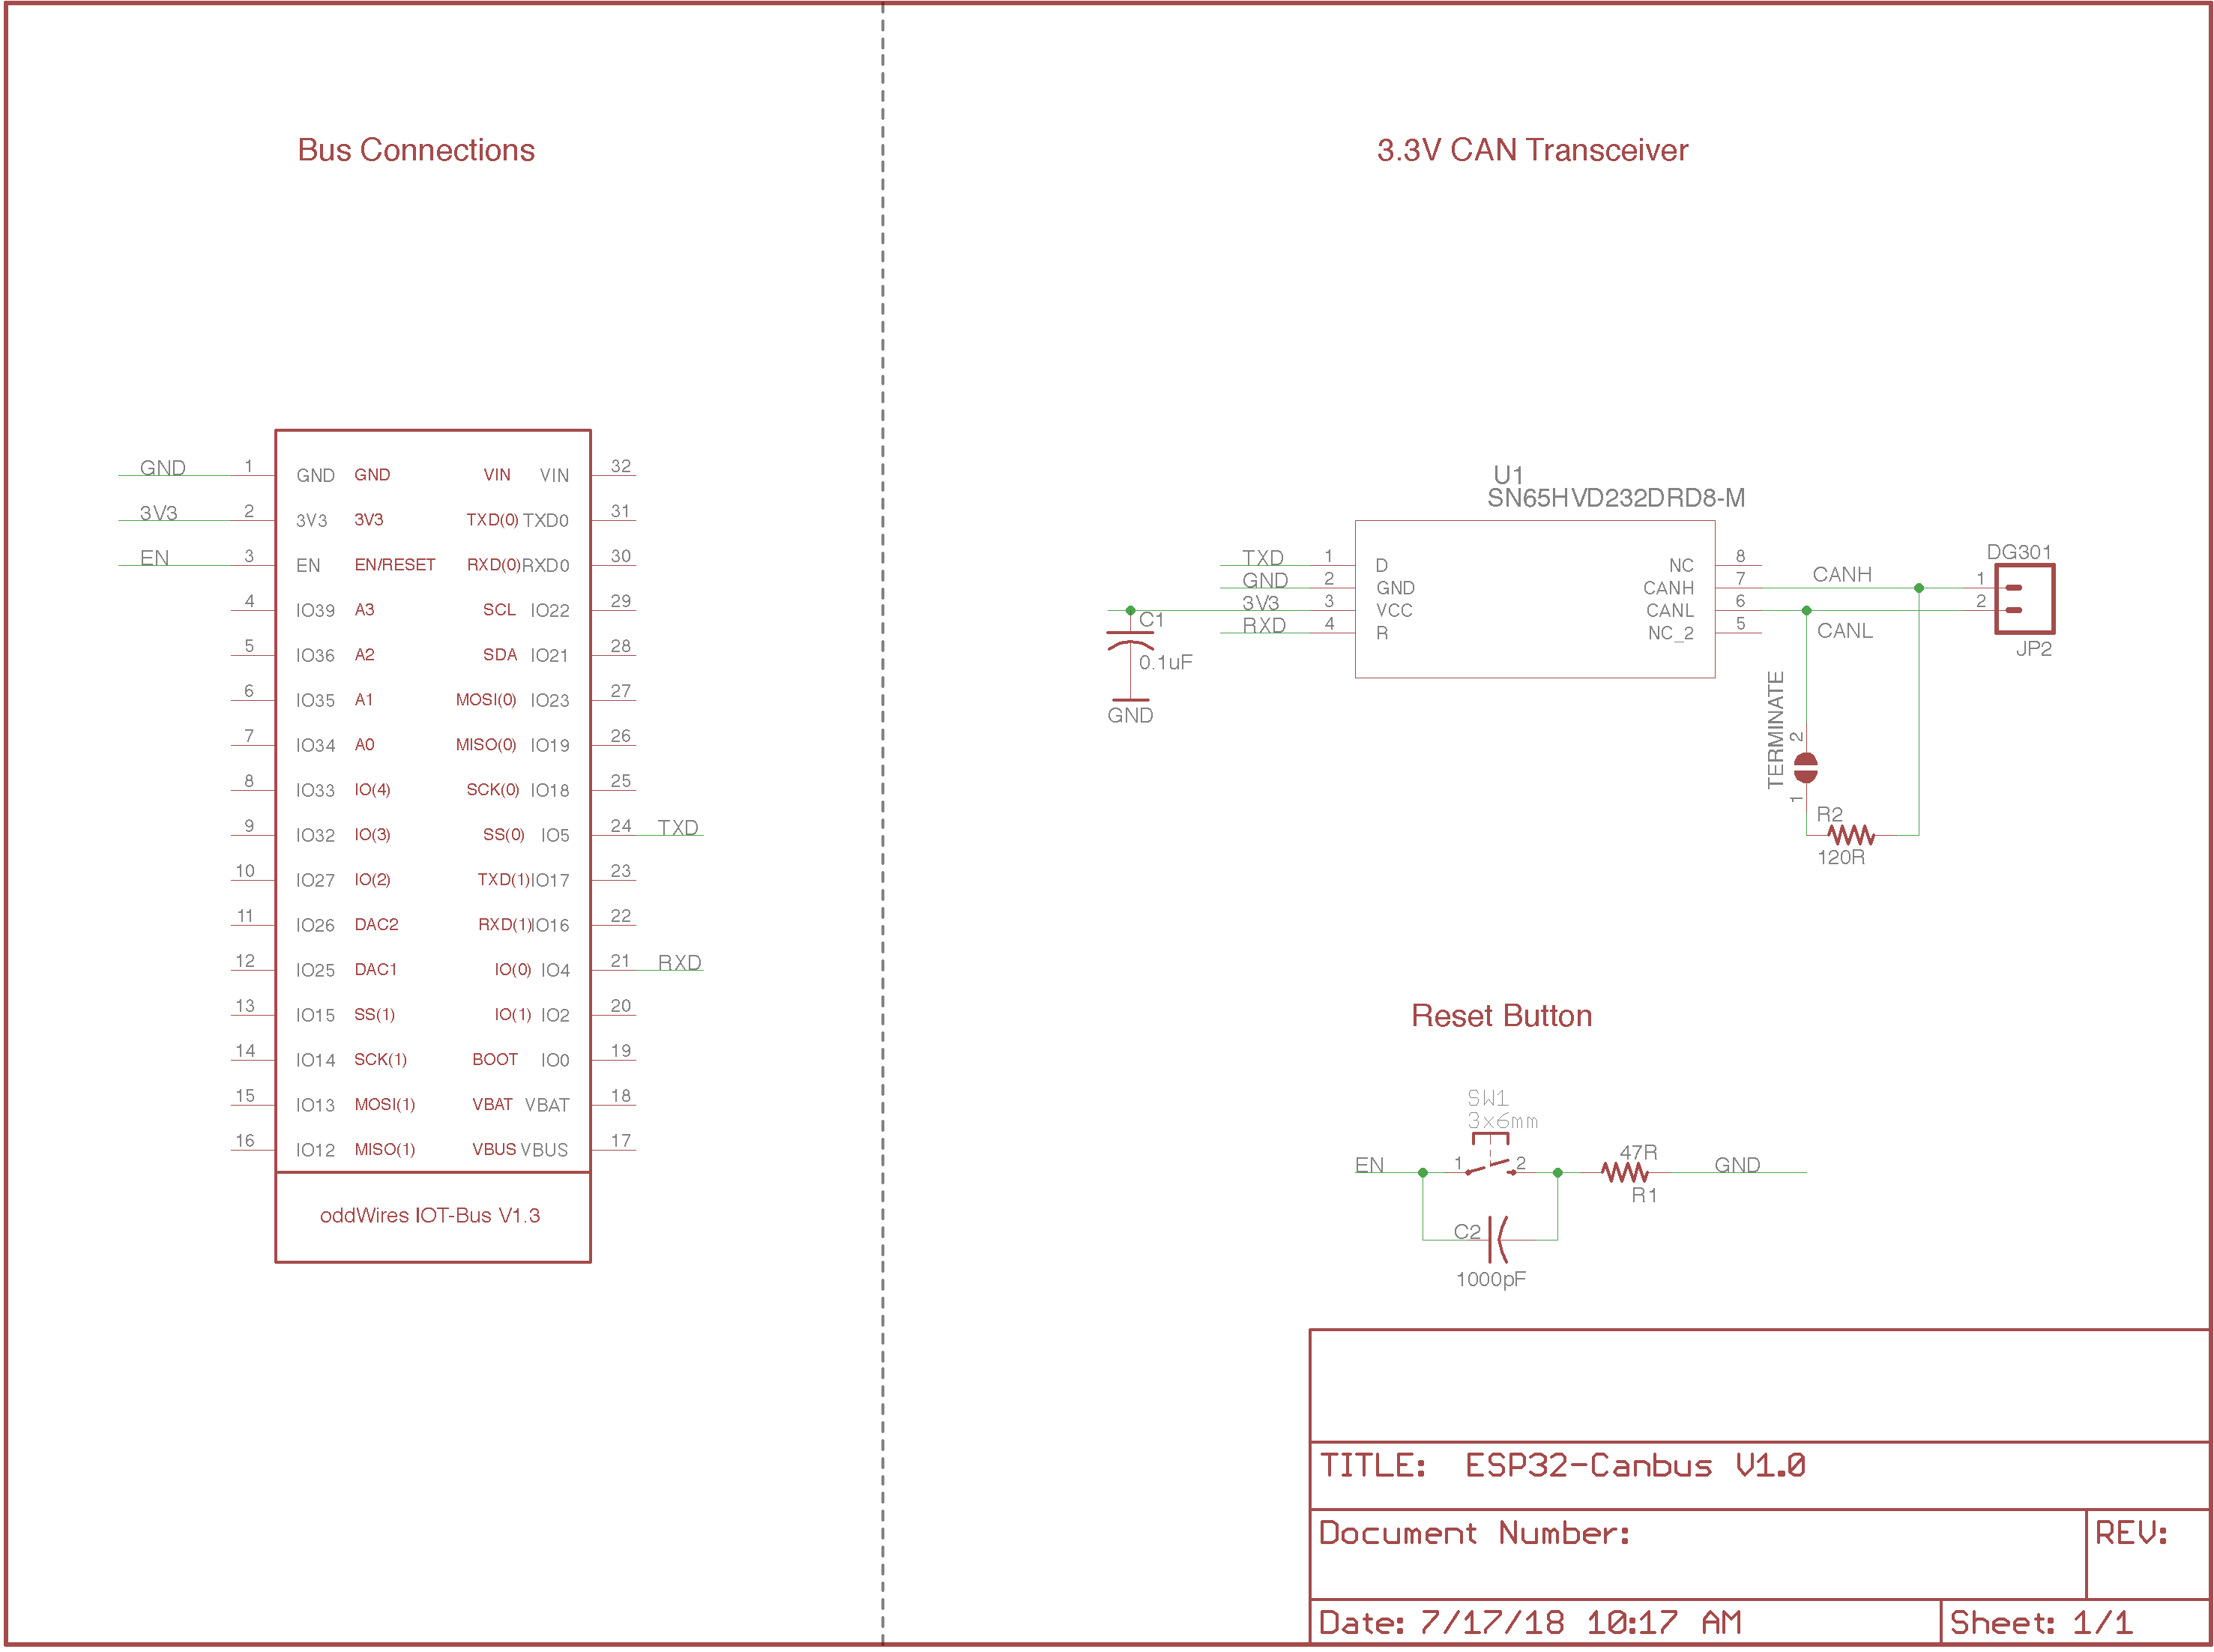 Bus Connections
3.3V CAN Transceiver
GND 1 GND GND VIN VIN 32
3V3 2 3V3 3V3 TXD(0) TXD0 31
EN 3 EN EN/RESET RXD(0) RXD0 30
4 IO39 A3 SCL IO22 29
5 IO36 A2 SDA IO21 28
6 IO35 A1 MOSI(0) IO23 27
7 IO34 A0 MISO(0) IO19 26
8 IO33 IO(4) SCK(0) IO18 25
9 IO32 IO(3) SS(0) IO5 24 TXD
10 IO27 IO(2) TXD(1) IO17 23
11 IO26 DAC2 RXD(1) IO16 22
12 IO25 DAC1 IO(0) IO4 21 RXD
13 IO15 SS(1) IO(1) IO2 20
14 IO14 SCK(1) BOOT IO0 19
15 IO13 MOSI(1) VBAT VBAT 18
16 IO12 MISO(1) VBUS VBUS 17
oddWires IOT-Bus V1.3
U1
SN65HVD232DRD8-M
TXD 1 D NC 8
GND 2 GND CANH 7 CANH
3V3 3 VCC CANL 6 CANL
RXD 4 R NC_2 5
C1
0.1uF
GND
DG301
1
2
JP2
TERMINATE
2
1
R2
120R
Reset Button
SW1
3x6mm
EN 1 2 47R GND
R1
C2
1000pF
TITLE: ESP32-Canbus V1.0
Document Number:
REV:
Date: 7/17/18 10:17 AM
Sheet: 1/1